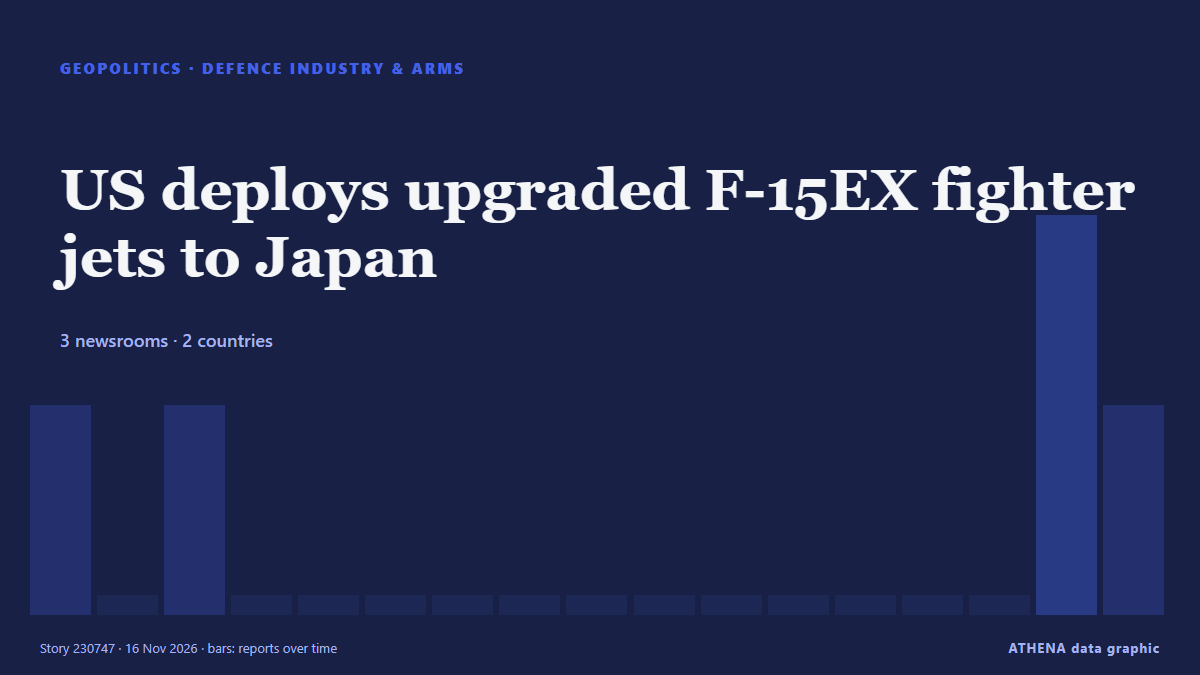 GEOPOLITICS · DEFENCE INDUSTRY & ARMS
US deploys upgraded F-15EX fighter
jets to Japan
3 newsrooms · 2 countries
Story 230747 · 16 Nov 2026 · bars: reports over time
ATHENA data graphic